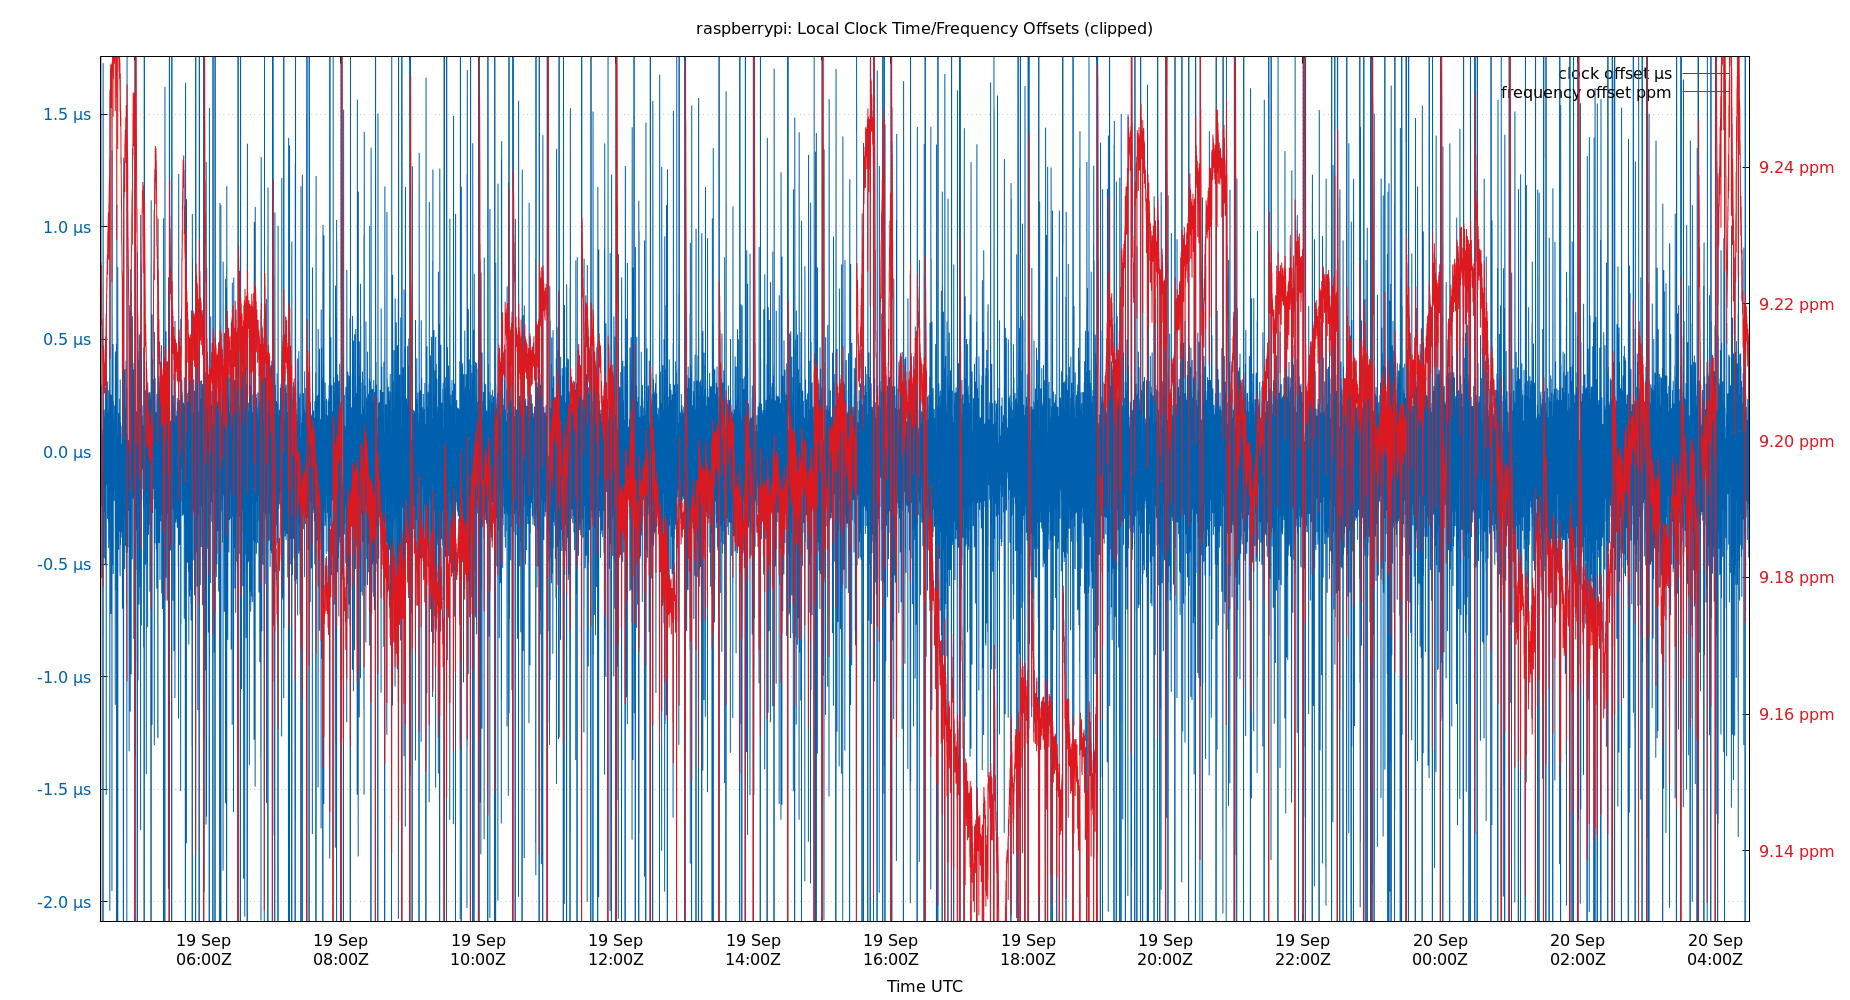 raspberrypi: Local Clock Time/Frequency Offsets (clipped)
clock offset µs
frequency offset ppm
1.5 µs
1.0 µs
0.5 µs
0.0 µs
-0.5 µs
-1.0 µs
-1.5 µs
-2.0 µs
9.24 ppm
9.22 ppm
9.20 ppm
9.18 ppm
9.16 ppm
9.14 ppm
19 Sep 19 Sep 19 Sep 19 Sep 19 Sep 19 Sep 19 Sep 19 Sep 19 Sep 20 Sep 20 Sep 20 Sep
06:00Z 08:00Z 10:00Z 12:00Z 14:00Z 16:00Z 18:00Z 20:00Z 22:00Z 00:00Z 02:00Z 04:00Z
Time UTC